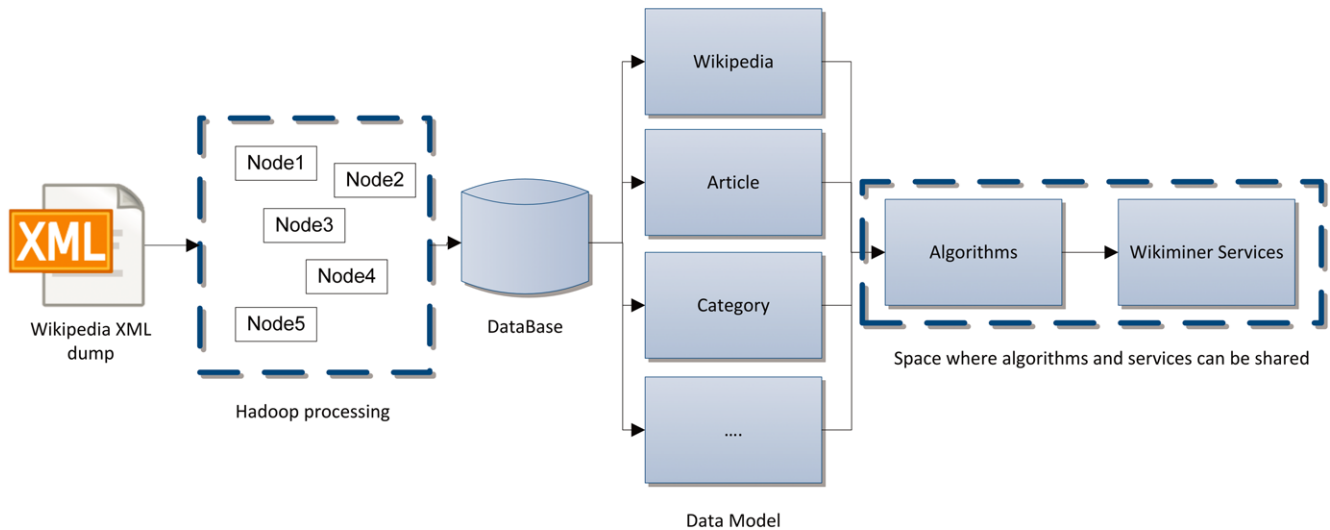 XML
Wikipedia XML
dump
Node1
Node2
Node3
Node4
Node5
Hadoop processing
DataBase
Wikipedia
Article
Category
....
Data Model
Algorithms
Wikiminer Services
Space where algorithms and services can be shared